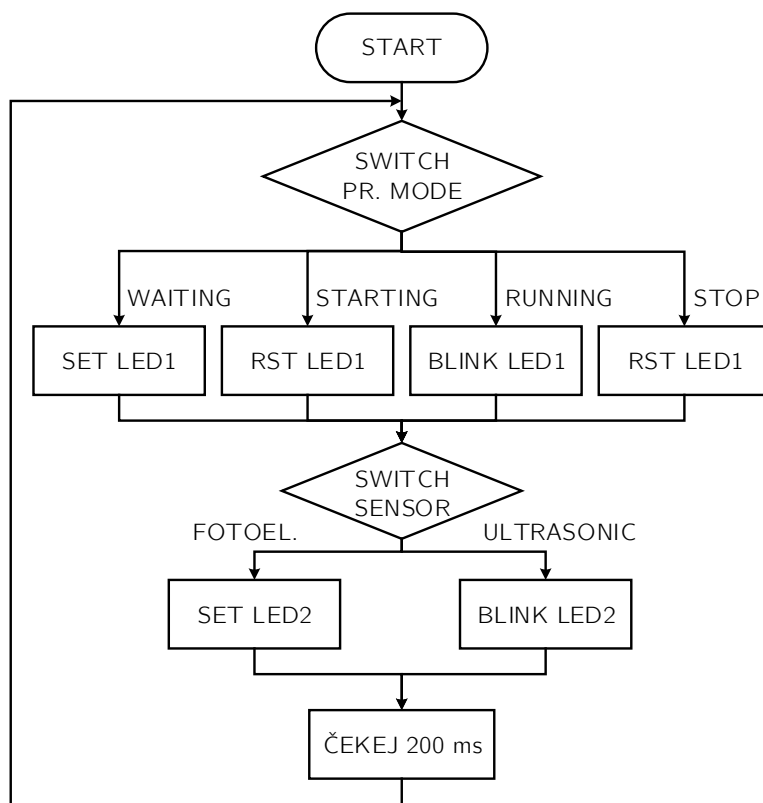 START
SWITCH
PR. MODE
WAITING
STARTING
RUNNING
STOP
SET LED1
RST LED1
BLINK LED1
RST LED1
SWITCH
SENSOR
FOTOEL.
ULTRASONIC
SET LED2
BLINK LED2
ČEKEJ 200 ms